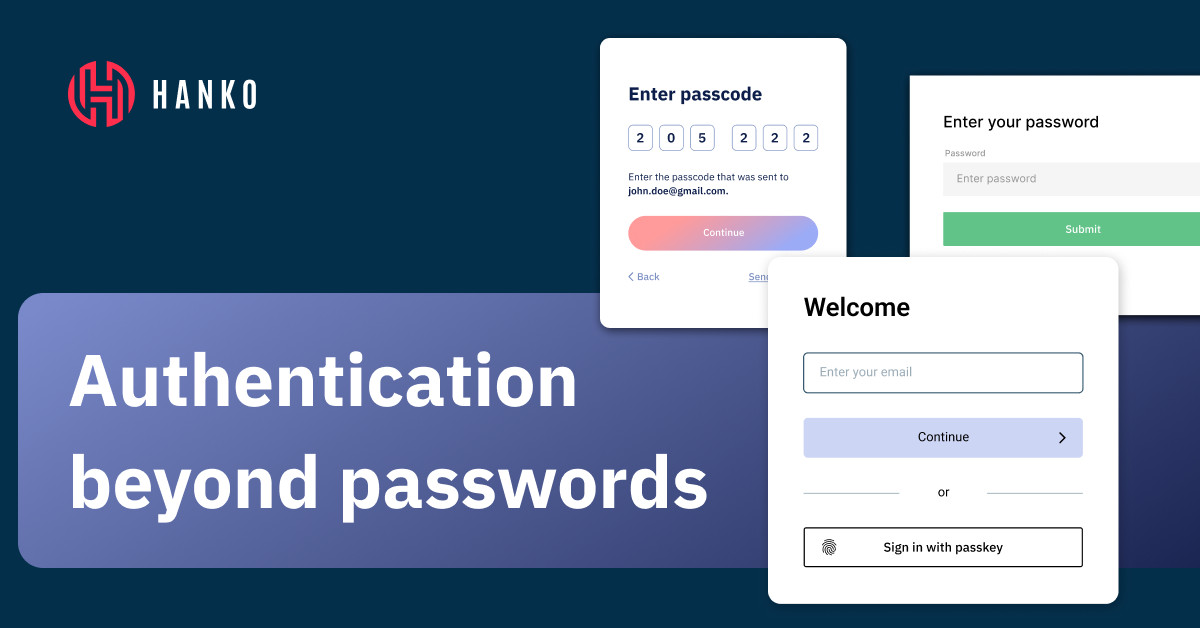 HANKO
Authentication
beyond passwords
Enter passcode
2 0 5 2 2 2
Enter the passcode that was sent to
john.doe@gmail.com.
Continue
Back
Enter your password
Password
Enter password
Submit
Welcome
Enter your email
Continue
or
Sign in with passkey